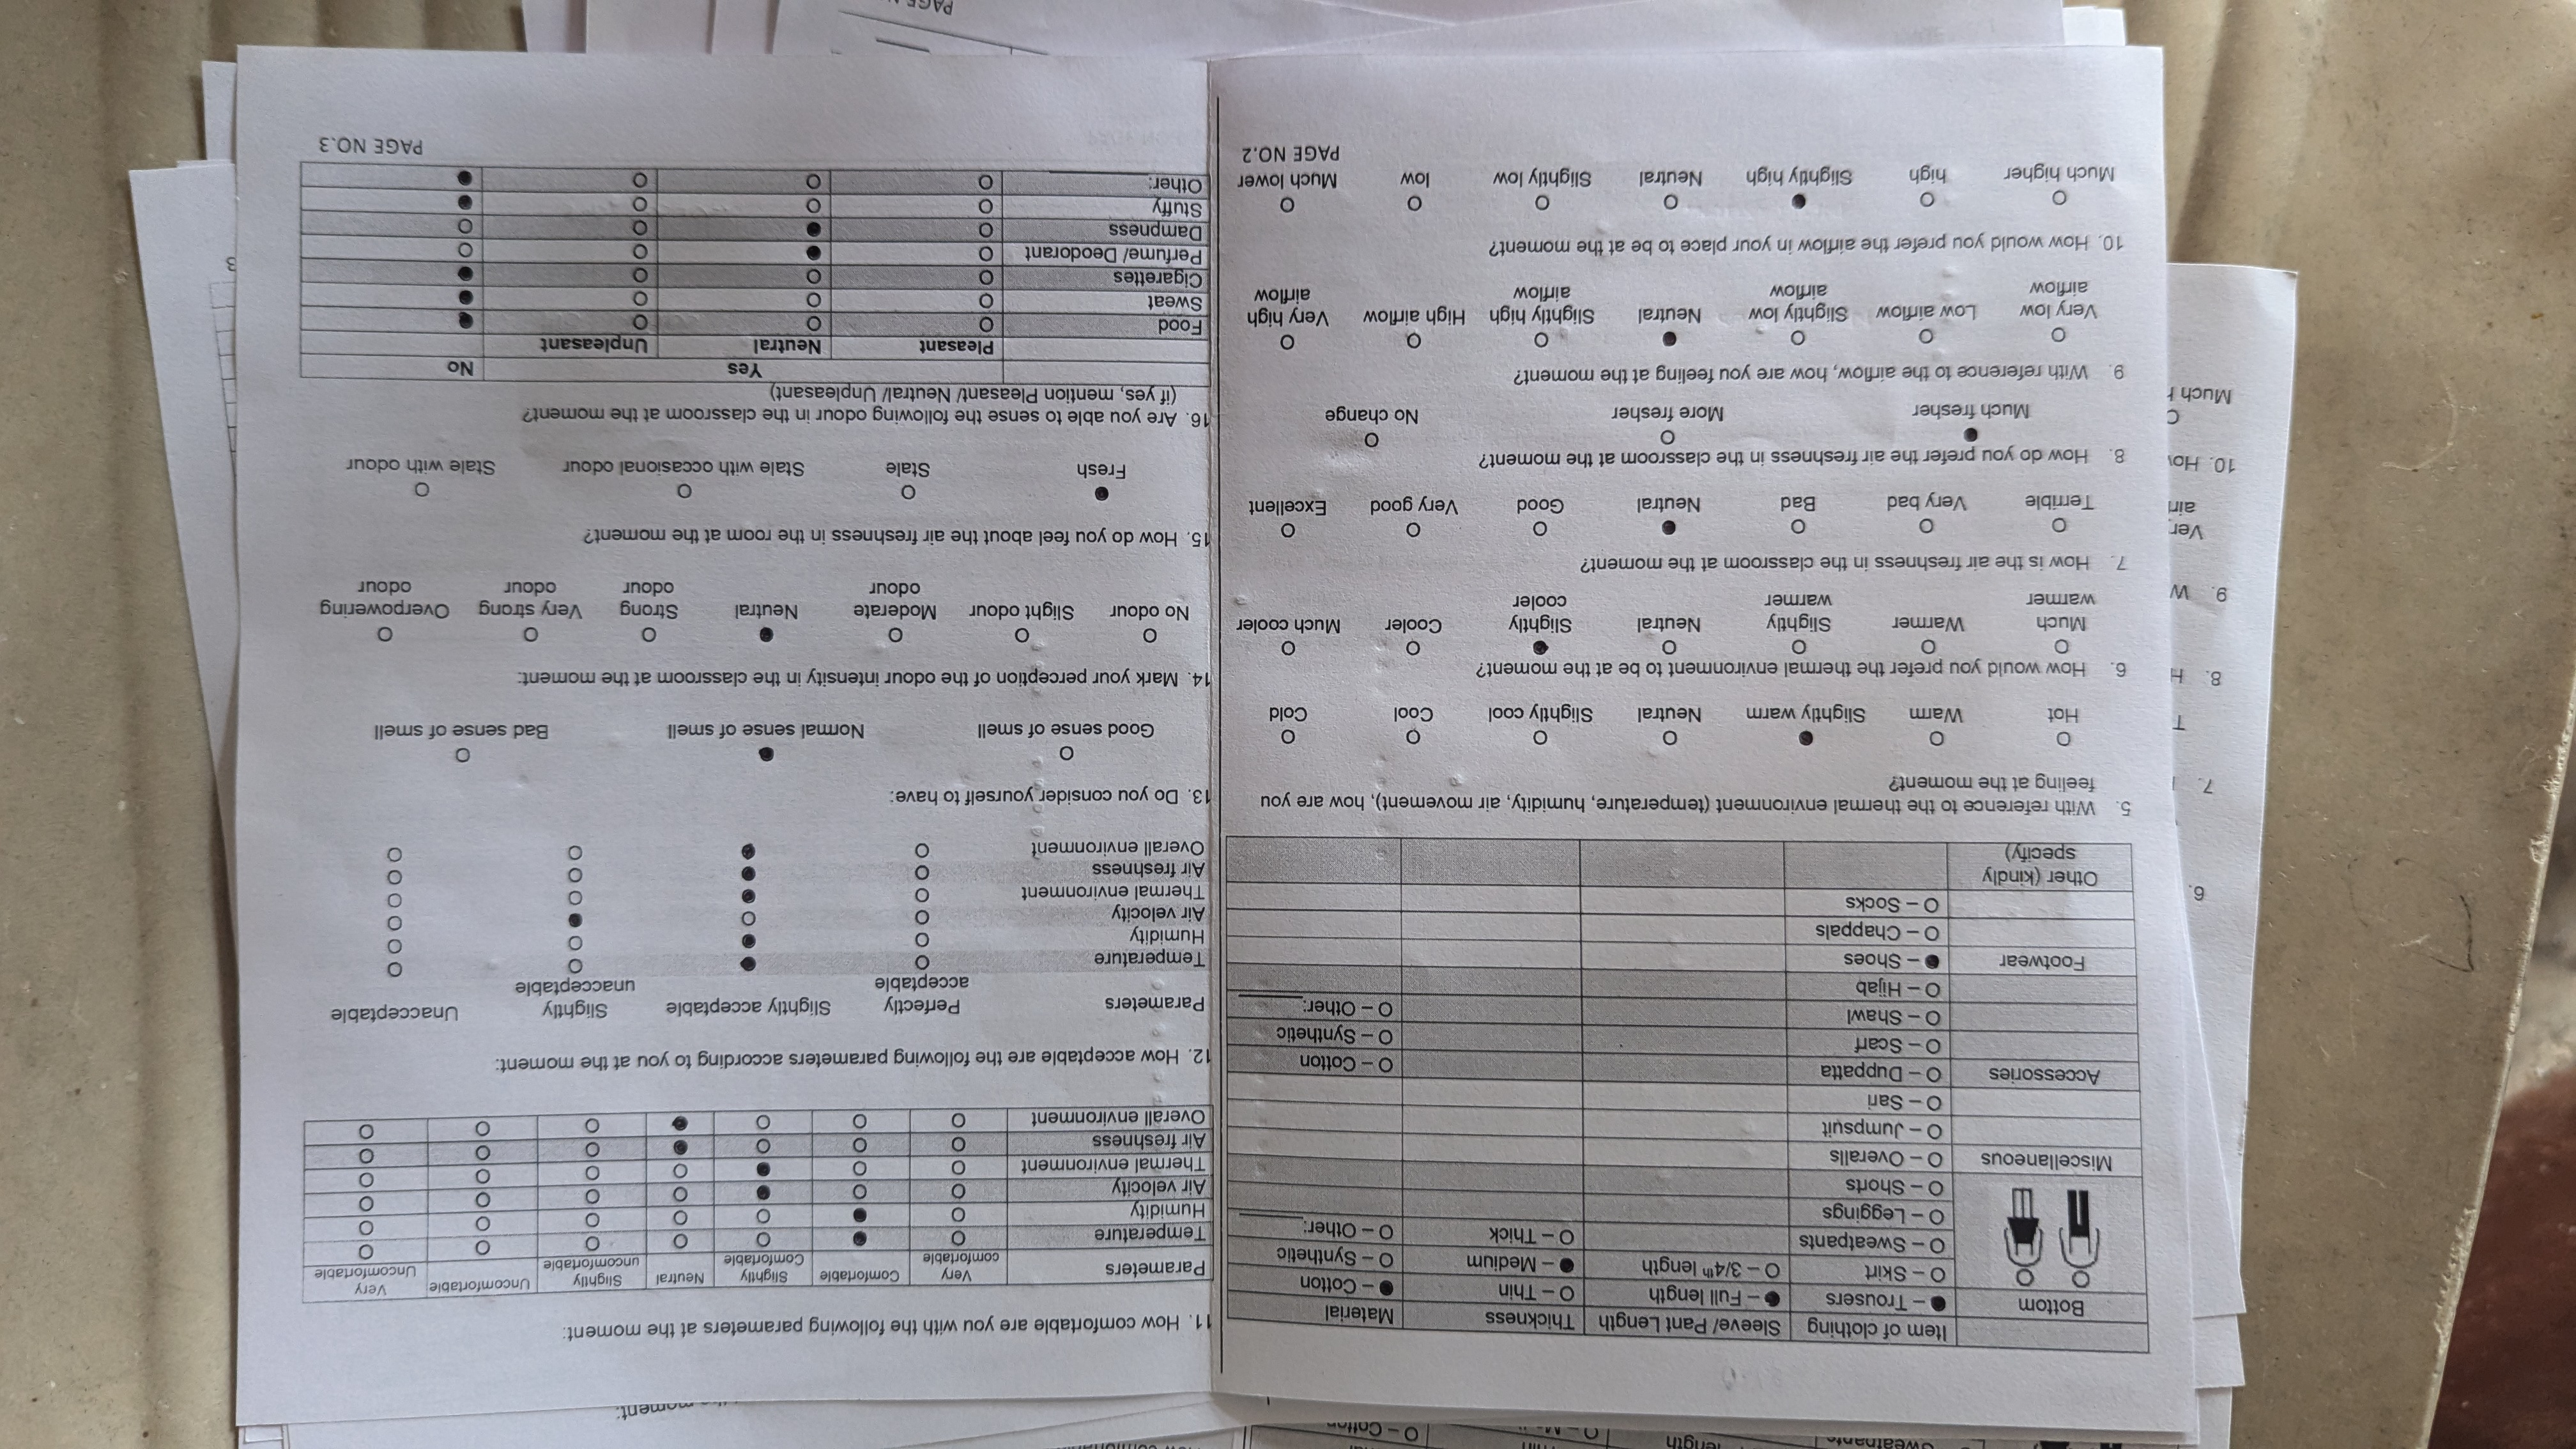 Sweatpants length O – Cotton
moment:
Item of clothing Sleeve/ Pant Length Thickness Material
Bottom ● – Trousers ● – Full length O – Thin ● – Cotton
O – Skirt O – 3/4th length ● – Medium O – Synthetic
O – Sweatpants O – Thick O – Other:______
O – Leggings
O – Shorts
Miscellaneous O – Overalls
O – Jumpsuit
O – Sari
Accessories O – Duppatta O – Cotton
O – Scarf O – Synthetic
O – Shawl O – Other:______
O – Hijab
Footwear ● – Shoes
O – Chappals
O – Socks
Other (kindly
specify)
5. With reference to the thermal environment (temperature, humidity, air movement), how are you
feeling at the moment?
O O ● O O O O
Hot Warm Slightly warm Neutral Slightly cool Cool Cold
6. How would you prefer the thermal environment to be at the moment?
O O O O ● O O
Much Warmer Slightly Neutral Slightly Cooler Much cooler
warmer warmer cooler
7. How is the air freshness in the classroom at the moment?
O O O ● O O O
Terrible Very bad Bad Neutral Good Very good Excellent
8. How do you prefer the air freshness in the classroom at the moment?
● O O
Much fresher More fresher No change
9. With reference to the airflow, how are you feeling at the moment?
O O O ● O O O
Very low Low airflow Slightly low Neutral Slightly high High airflow Very high
airflow airflow airflow airflow
10. How would you prefer the airflow in your place to be at the moment?
O O ● O O O O
Much higher high Slightly high Neutral Slightly low low Much lower
PAGE NO.2
11. How comfortable are you with the following parameters at the moment:
Parameters Very Comfortable Slightly Neutral Slightly Uncomfortable Very
comfortable Comfortable uncomfortable Uncomfortable
Temperature O ● O O O O O
Humidity O ● O O O O O
Air velocity O O ● O O O O
Thermal environment O O ● O O O O
Air freshness O O O ● O O O
Overall environment O O O ● O O O
12. How acceptable are the following parameters according to you at the moment:
Parameters Perfectly Slightly acceptable Slightly Unacceptable
acceptable unacceptable
Temperature O ● O O
Humidity O ● O O
Air velocity O O ● O
Thermal environment O ● O O
Air freshness O ● O O
Overall environment O ● O O
13. Do you consider yourself to have:
O ● O
Good sense of smell Normal sense of smell Bad sense of smell
14. Mark your perception of the odour intensity in the classroom at the moment:
O O O ● O O O
No odour Slight odour Moderate Neutral Strong Very strong Overpowering
odour odour odour odour
15. How do you feel about the air freshness in the room at the moment?
● O O O
Fresh Stale Stale with occasional odour Stale with odour
16. Are you able to sense the following odour in the classroom at the moment?
(if yes, mention Pleasant/ Neutral/ Unpleasant)
Yes No
Pleasant Neutral Unpleasant
Food O O O ●
Sweat O O O ●
Cigarettes O O O ●
Perfume/ Deodorant O ● O O
Dampness O ● O O
Stuffy O O O ●
Other:__________ O O O ●
PAGE NO.3
6.
7.
T
8. H
9. W
Ver
10. Ho
Much
3